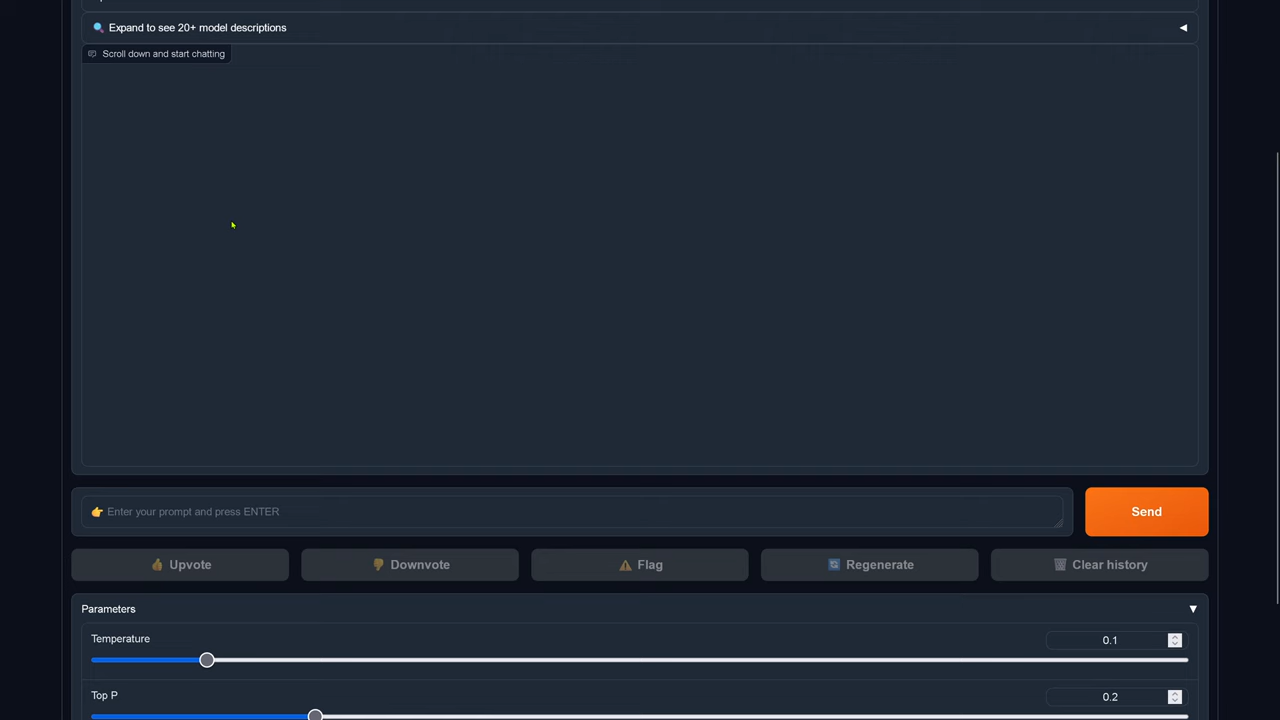 Expand to see 20+ model descriptions
Scroll down and start chatting
Enter your prompt and press ENTER
Send
Upvote
Downvote
Flag
Regenerate
Clear history
Parameters
Temperature
0.1
Top P
0.2